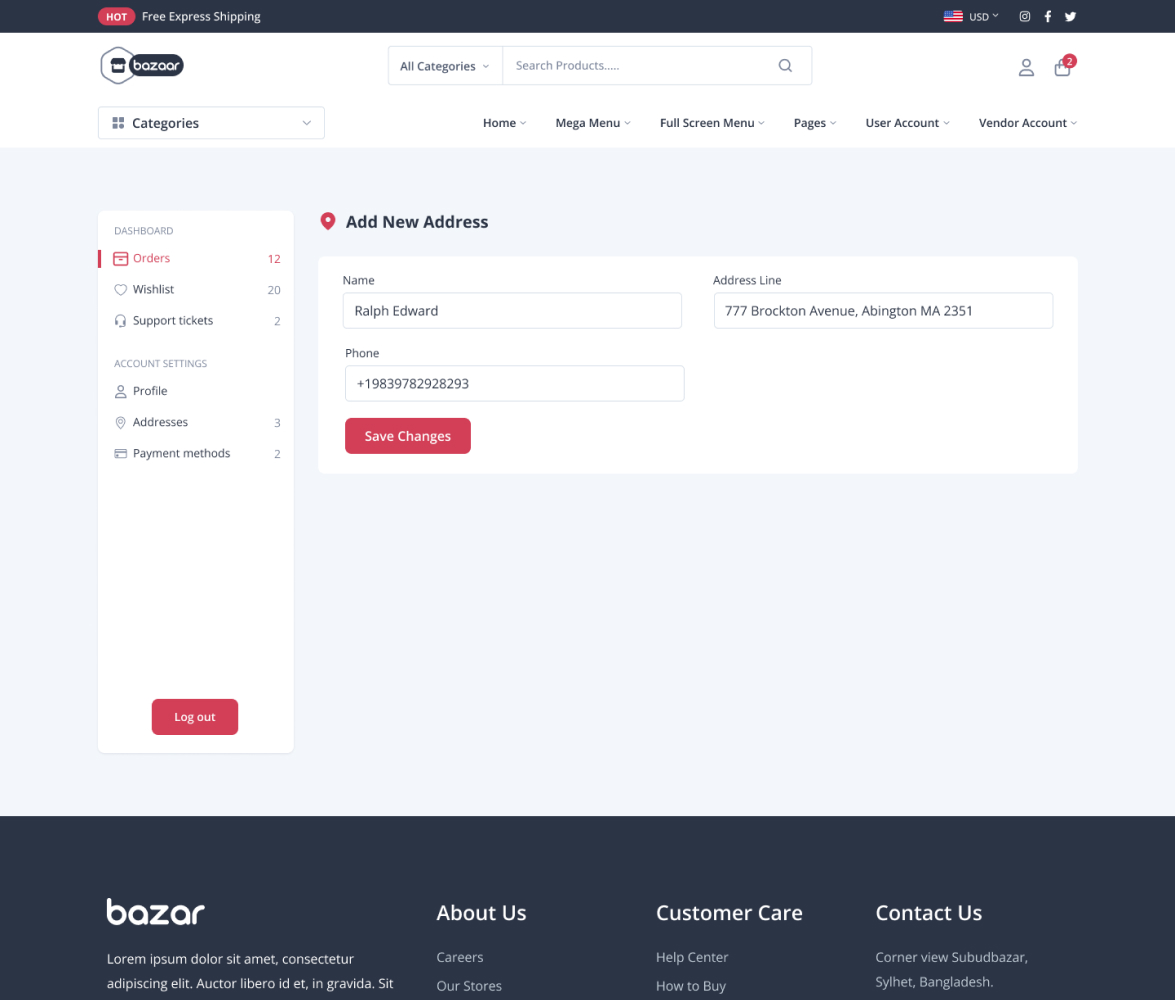 HOT Free Express Shipping USD
bazaar All Categories Search Products..... 2
Categories Home Mega Menu Full Screen Menu Pages User Account Vendor Account
DASHBOARD
Orders 12
Wishlist 20
Support tickets 2
ACCOUNT SETTINGS
Profile
Addresses 3
Payment methods 2
Log out
Add New Address
Name
Ralph Edward
Address Line
777 Brockton Avenue, Abington MA 2351
Phone
+19839782928293
Save Changes
bazar
Lorem ipsum dolor sit amet, consectetur
adipiscing elit. Auctor libero id et, in gravida. Sit
About Us
Careers
Our Stores
Customer Care
Help Center
How to Buy
Contact Us
Corner view Subudbazar,
Sylhet, Bangladesh.